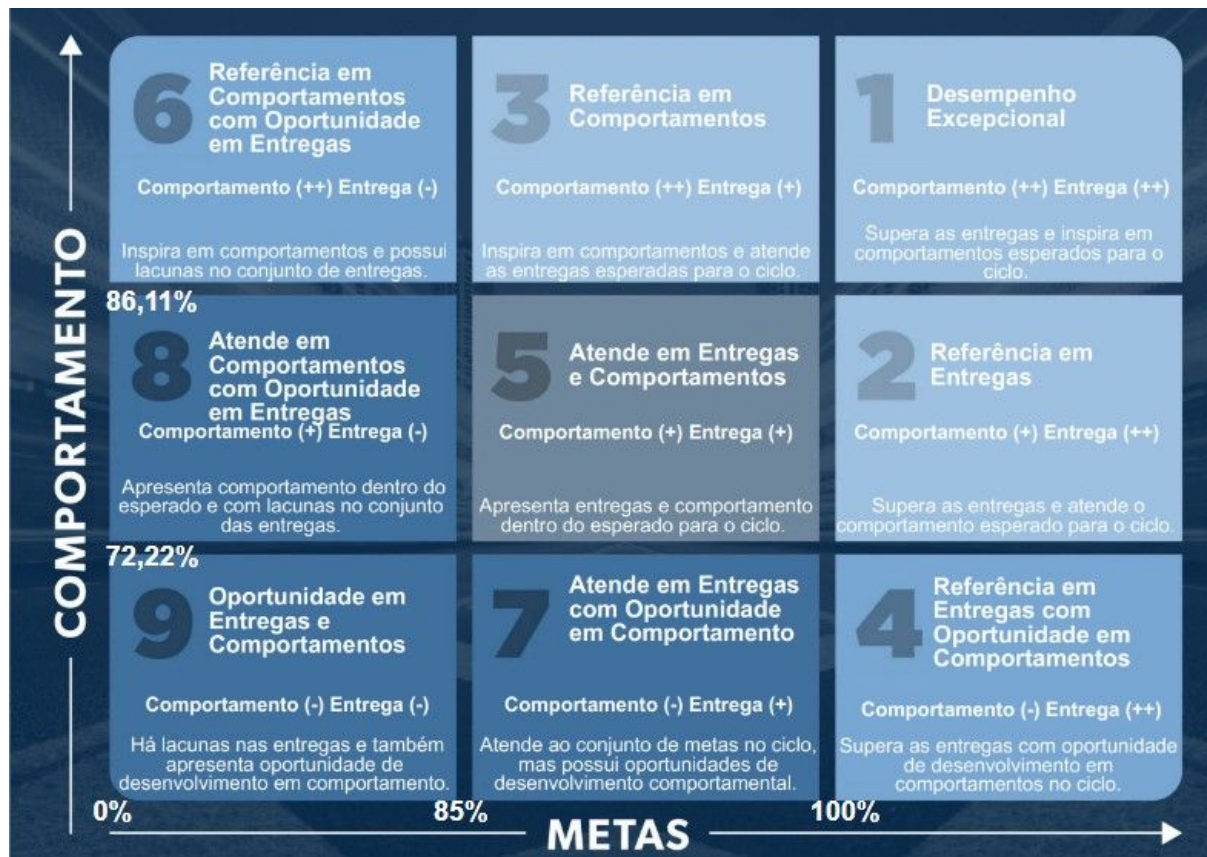 COMPORTAMENTO
6
Referência em
Comportamentos
com Oportunidade
em Entregas
Comportamento (++) Entrega (-)
Inspira em comportamentos e possui
lacunas no conjunto de entregas.
3
Referência em
Comportamentos
Comportamento (++) Entrega (+)
Inspira em comportamentos e atende
as entregas esperadas para o ciclo.
1
Desempenho
Excepcional
Comportamento (++) Entrega (++)
Supera as entregas e inspira em
comportamentos esperados para o
ciclo.
86,11%
8
Atende em
Comportamentos
com Oportunidade
em Entregas
Comportamento (+) Entrega (-)
Apresenta comportamento dentro do
esperado e com lacunas no conjunto
das entregas.
5
Atende em Entregas
e Comportamentos
Comportamento (+) Entrega (+)
Apresenta entregas e comportamento
dentro do esperado para o ciclo.
2
Referência em
Entregas
Comportamento (+) Entrega (++)
Supera as entregas e atende o
comportamento esperado para o ciclo.
72,22%
9
Oportunidade em
Entregas e
Comportamentos
Comportamento (-) Entrega (-)
Há lacunas nas entregas e também
apresenta oportunidade de
desenvolvimento em comportamento.
7
Atende em Entregas
com Oportunidade
em Comportamento
Comportamento (-) Entrega (+)
Atende ao conjunto de metas no ciclo,
mas possui oportunidades de
desenvolvimento comportamental.
4
Referência em
Entregas com
Oportunidade em
Comportamentos
Comportamento (-) Entrega (++)
Supera as entregas com oportunidade
de desenvolvimento em
comportamentos no ciclo.
0%
85%
100%
METAS